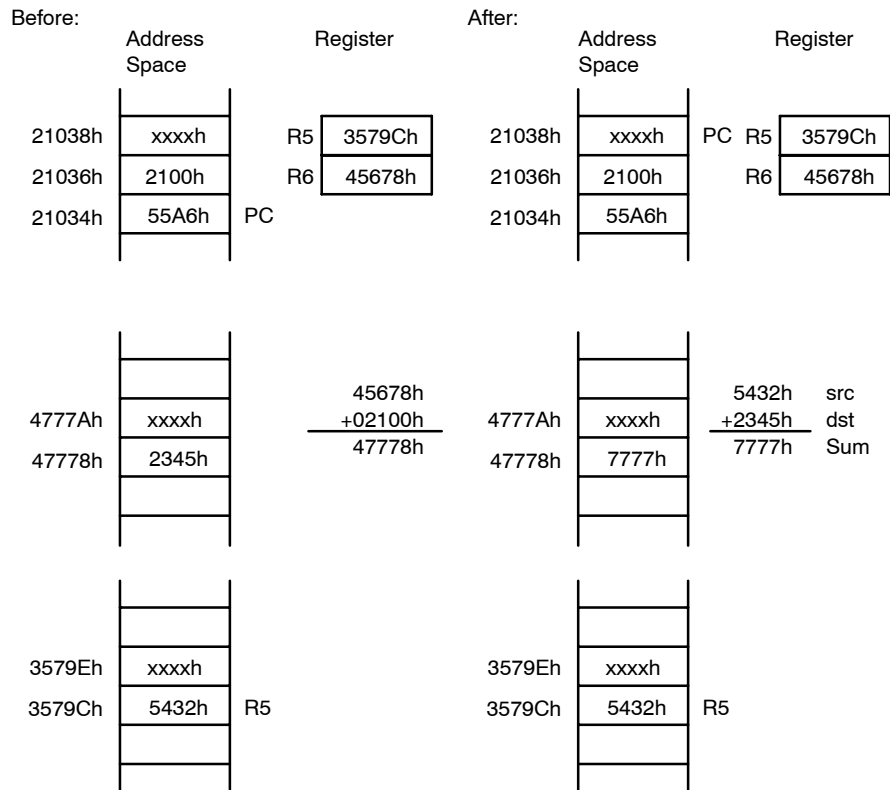 Before:
Address Space
Register
21038h xxxxh R5 3579Ch
21036h 2100h R6 45678h
21034h 55A6h PC
45678h
4777Ah xxxxh +02100h
47778h 2345h 47778h
3579Eh xxxxh
3579Ch 5432h R5
After:
Address Space
Register
21038h xxxxh PC R5 3579Ch
21036h 2100h R6 45678h
21034h 55A6h
5432h src
4777Ah xxxxh +2345h dst
47778h 7777h 7777h Sum
3579Eh xxxxh
3579Ch 5432h R5